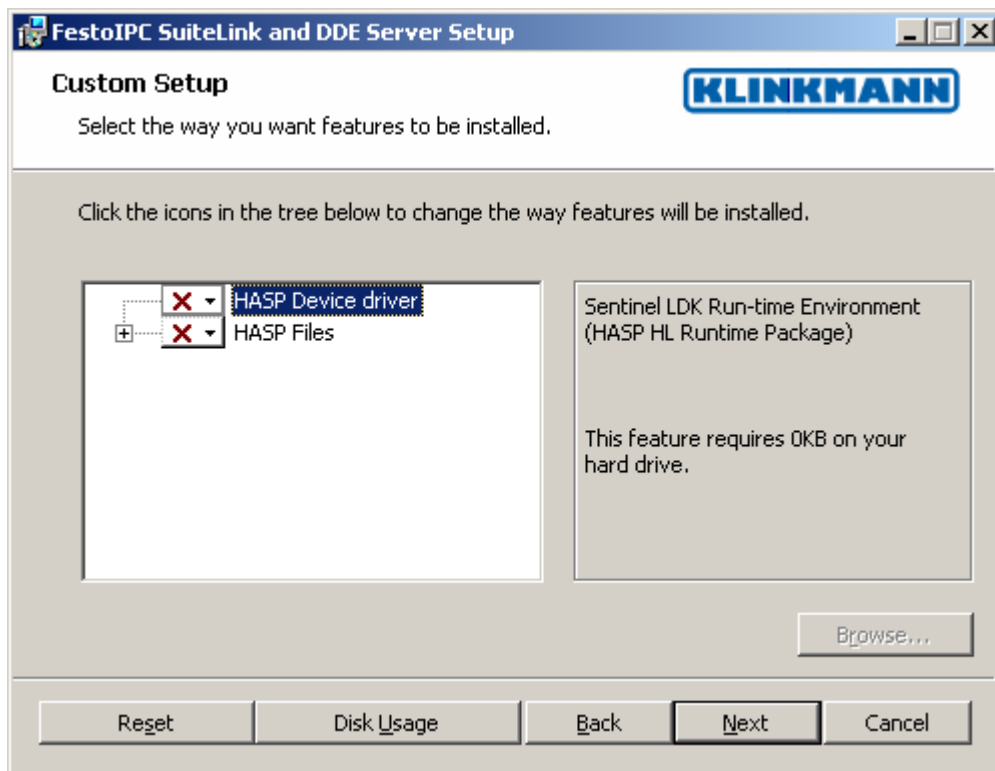 FestoIPC SuiteLink and DDE Server Setup
Custom Setup
KLINKMANN
Select the way you want features to be installed.
Click the icons in the tree below to change the way features will be installed.
HASP Device driver
HASP Files
Sentinel LDK Run-time Environment
(HASP HL Runtime Package)
This feature requires 0KB on your
hard drive.
Browse...
Reset Disk Usage Back Next Cancel